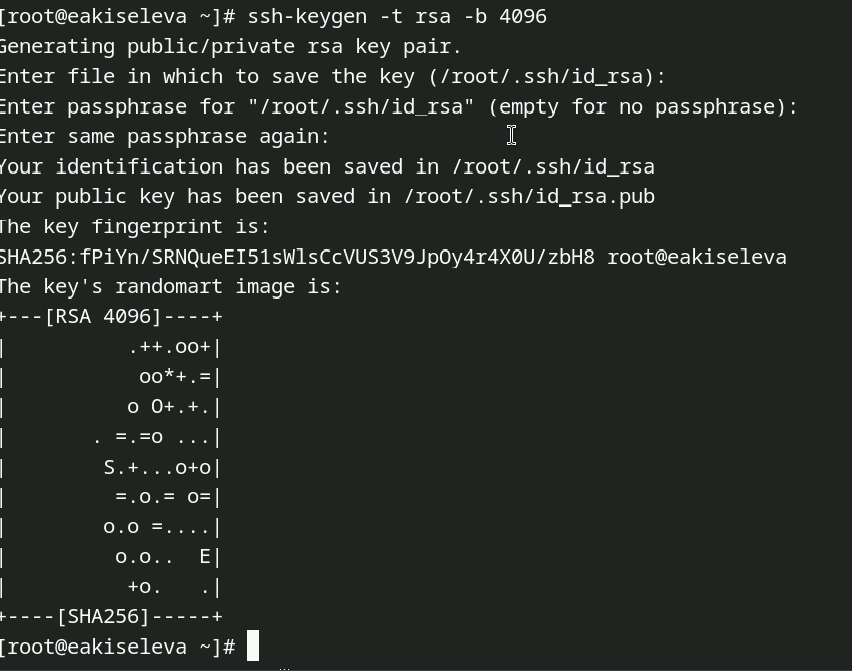 [root@eakiseleva ~]# ssh-keygen -t rsa -b 4096
Generating public/private rsa key pair.
Enter file in which to save the key (/root/.ssh/id_rsa):
Enter passphrase for "/root/.ssh/id_rsa" (empty for no passphrase):
Enter same passphrase again:
Your identification has been saved in /root/.ssh/id_rsa
Your public key has been saved in /root/.ssh/id_rsa.pub
The key fingerprint is:
SHA256:fPiYn/SRNQueEI51sWlsCcVUS3V9JpOy4r4X0U/zbH8 root@eakiseleva
The key's randomart image is:
+---[RSA 4096]----+
|          .++.oo+|
|           oo*+.=|
|          o O+.+.|
|       . =.=o ...|
|        S.+...o+o|
|         =.o.= o=|
|        o.o =....|
|         o.o..  E|
|          +o.   .|
+----[SHA256]-----+
[root@eakiseleva ~]#